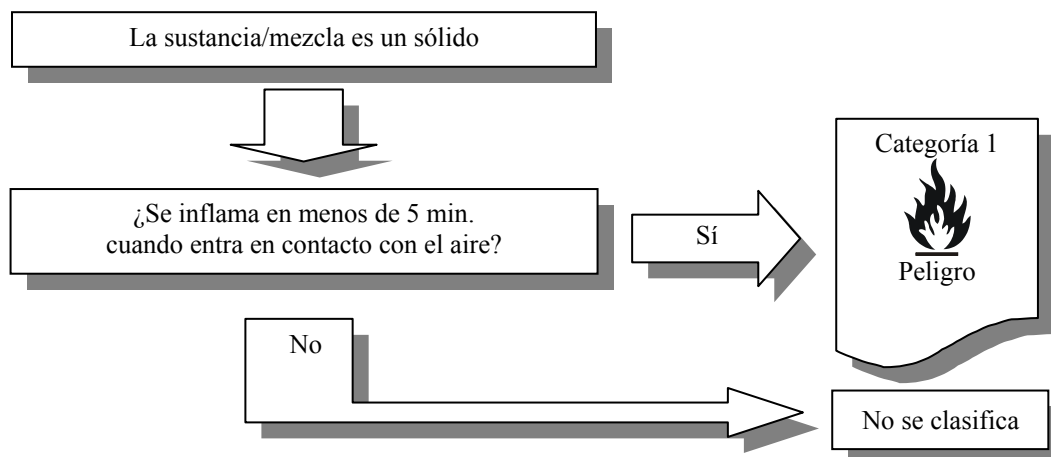 La sustancia/mezcla es un sólido
¿Se inflama en menos de 5 min.
cuando entra en contacto con el aire?
Sí
Categoría 1
Peligro
No
No se clasifica